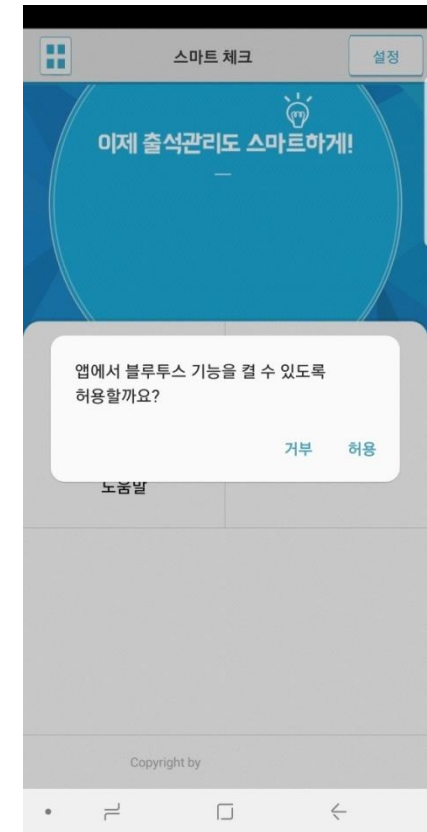 스마트 체크
설정
이제 출석관리도 스마트하게!
앱에서 블루투스 기능을 켤 수 있도록
허용할까요?
거부 허용
도움말
Copyright by